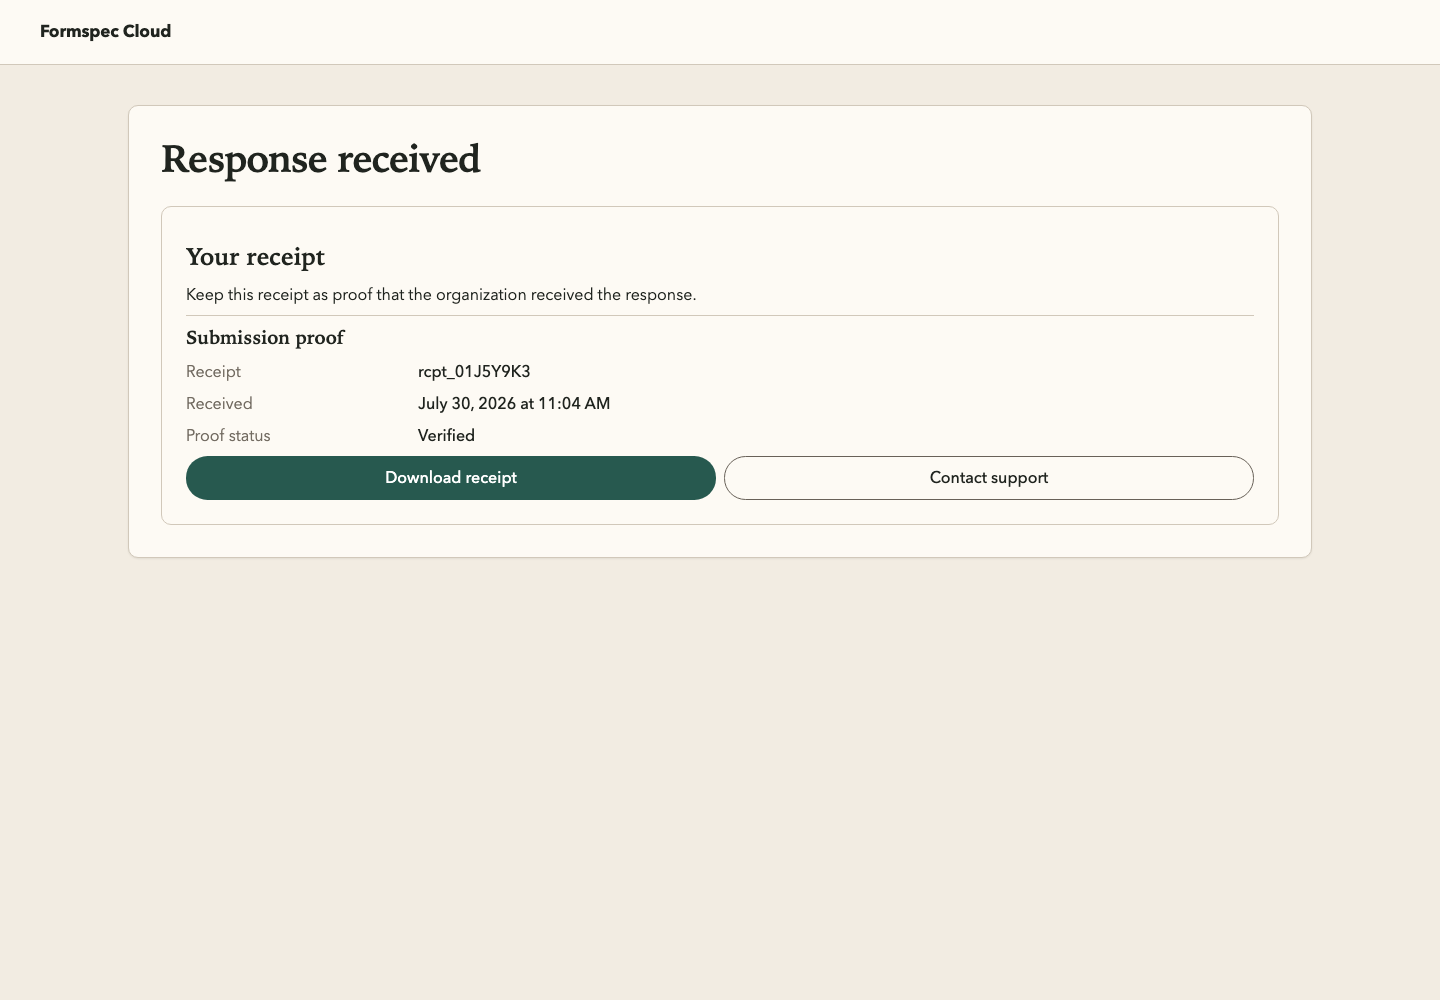 Formspec Cloud
Response received
Your receipt
Keep this receipt as proof that the organization received the response.
Submission proof
Receipt rcpt_01J5Y9K3
Received July 30, 2026 at 11:04 AM
Proof status Verified
Download receipt Contact support